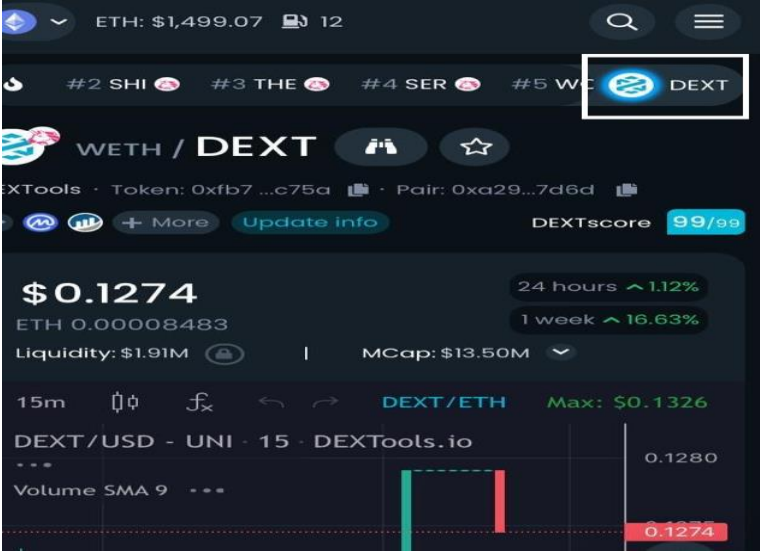 ETH: $1,499.07 12
#2 SHI #3 THE #4 SER #5 WC DEXT
WETH / DEXT
EXTools · Token: 0xfb7 ...c75a · Pair: 0xa29...7d6d
+ More Update info DEXTscore 99/99
$0.1274 24 hours 1.12%
ETH 0.00008483 1 week 16.63%
Liquidity: $1.91M | MCap: $13.50M
15m fx DEXT/ETH Max: $0.1326
DEXT/USD - UNI · 15 · DEXTools.io
0.1280
Volume SMA 9
0.1274